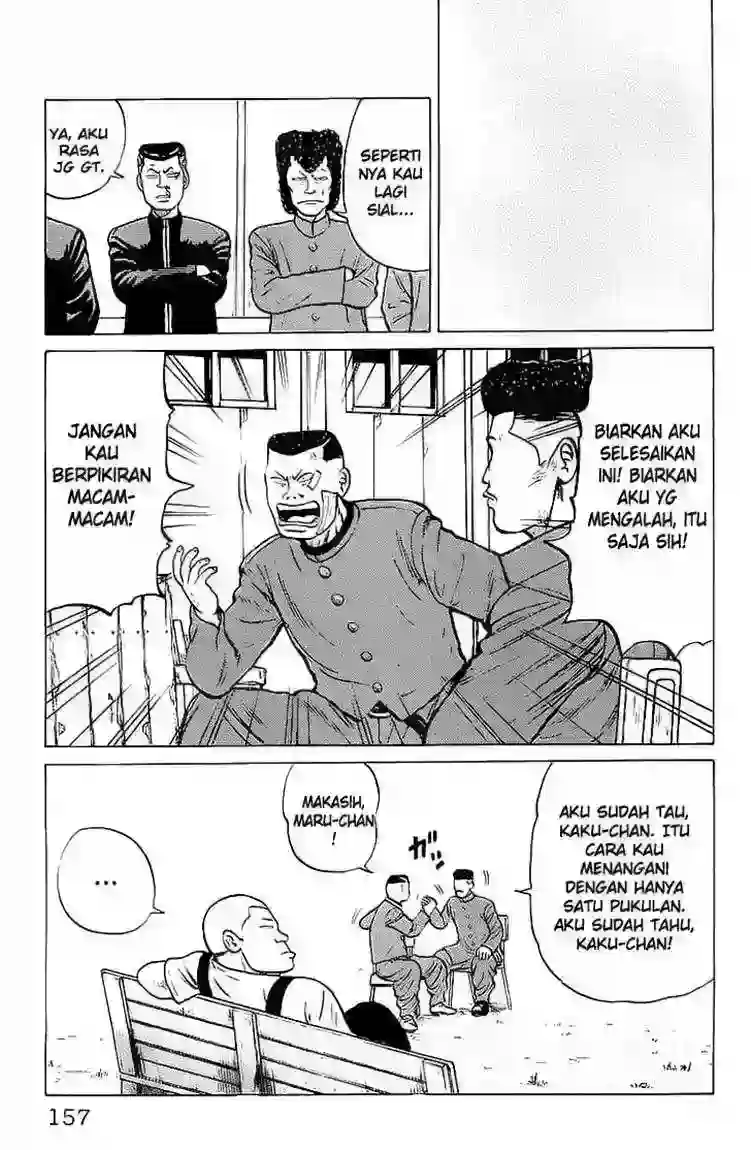 SEPERTI
NYA KAU
LAGI
SIAL...
YA, AKU
RASA
JG GT.
BIARKAN AKU
SELESAIKAN
INI! BIARKAN
AKU YG
MENGALAH, ITU
SAJA SIH!
JANGAN
KAU
BERPIKIRAN
MACAM-
MACAM!
AKU SUDAH TAU,
KAKU-CHAN. ITU
CARA KAU
MENANGANI
DENGAN HANYA
SATU PUKULAN.
AKU SUDAH TAHU,
KAKU-CHAN!
ガッ
MAKASIH,
MARU-CHAN
!
...
157